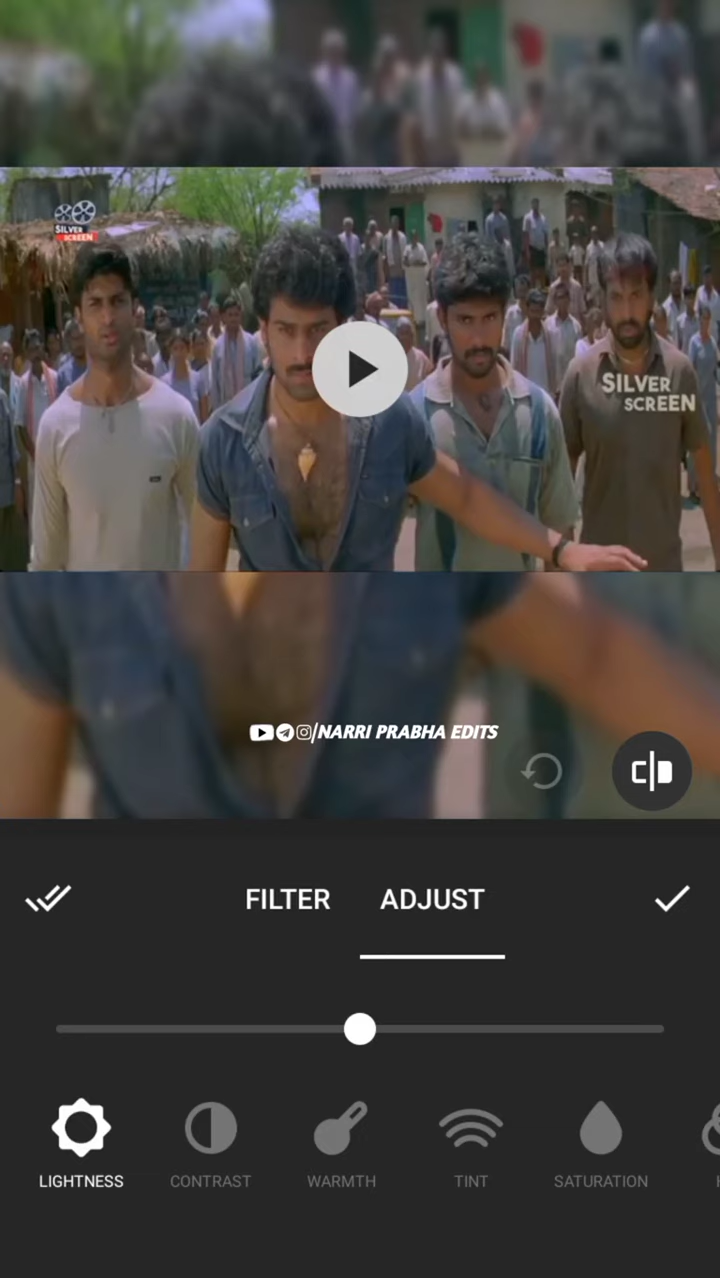 SILVER
SCREEN
SILVER
SCREEN
/NARRI PRABHA EDITS
FILTER ADJUST
LIGHTNESS CONTRAST WARMTH TINT SATURATION